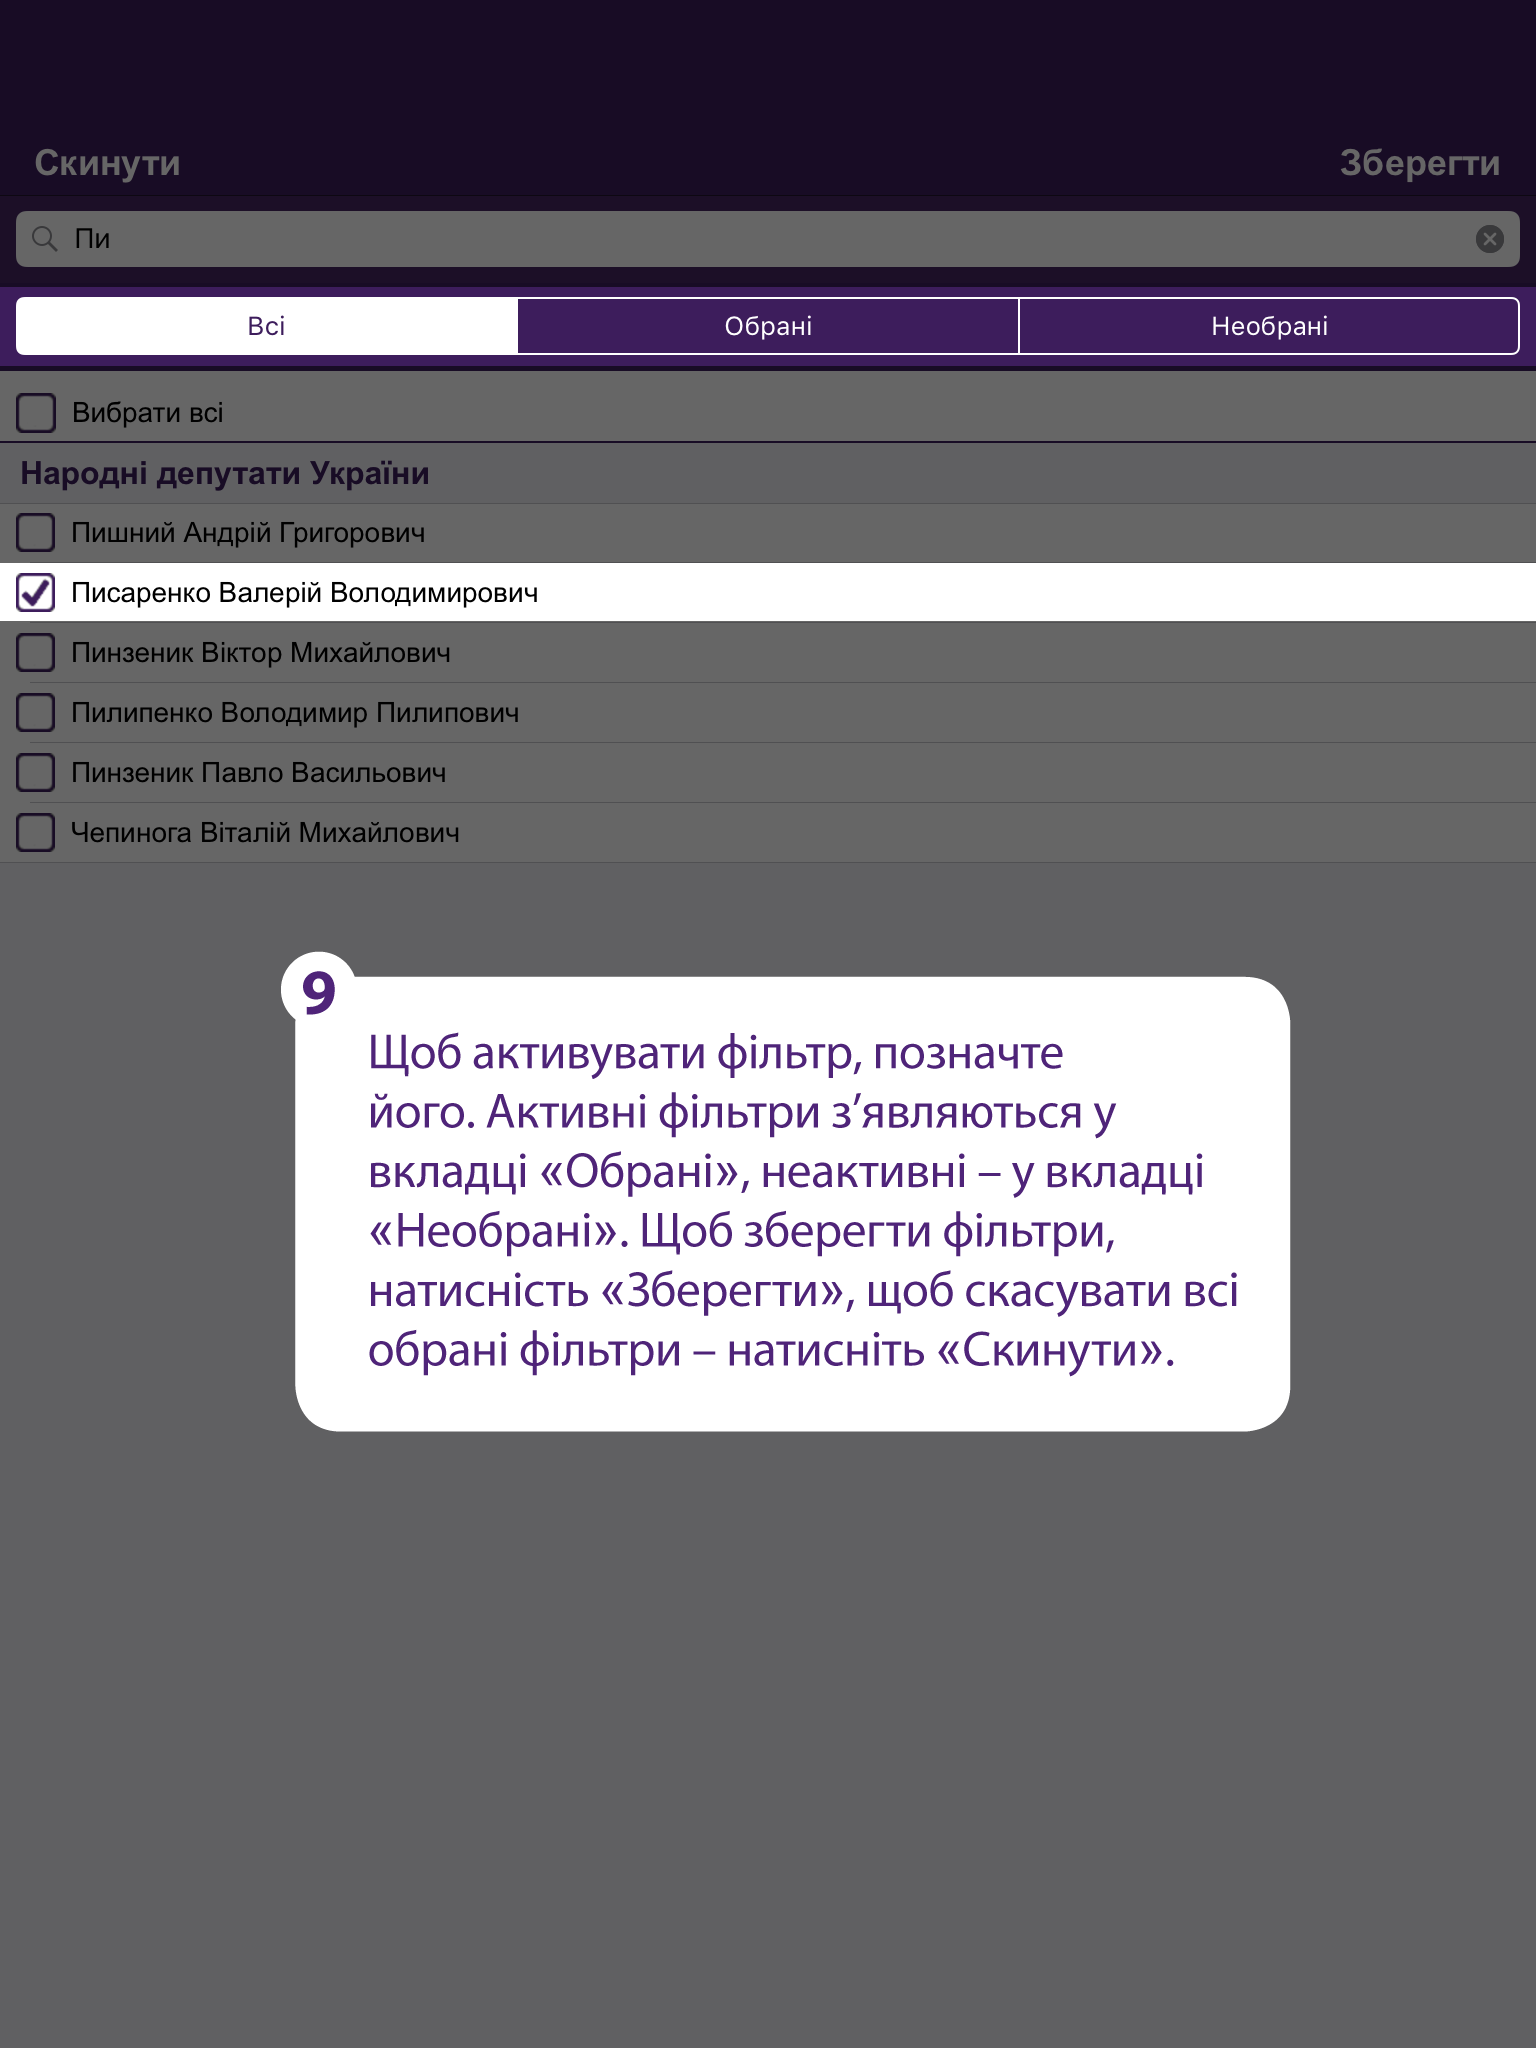 Скинути
Зберегти
Пи
Всі
Обрані
Необрані
Вибрати всі
Народні депутати України
Пишний Андрій Григорович
Писаренко Валерій Володимирович
Пинзеник Віктор Михайлович
Пилипенко Володимир Пилипович
Пинзеник Павло Васильович
Чепинога Віталій Михайлович
9
Щоб активувати фільтр, позначте
його. Активні фільтри з’являються у
вкладці «Обрані», неактивні – у вкладці
«Необрані». Щоб зберегти фільтри,
натисність «Зберегти», щоб скасувати всі
обрані фільтри – натисніть «Скинути».